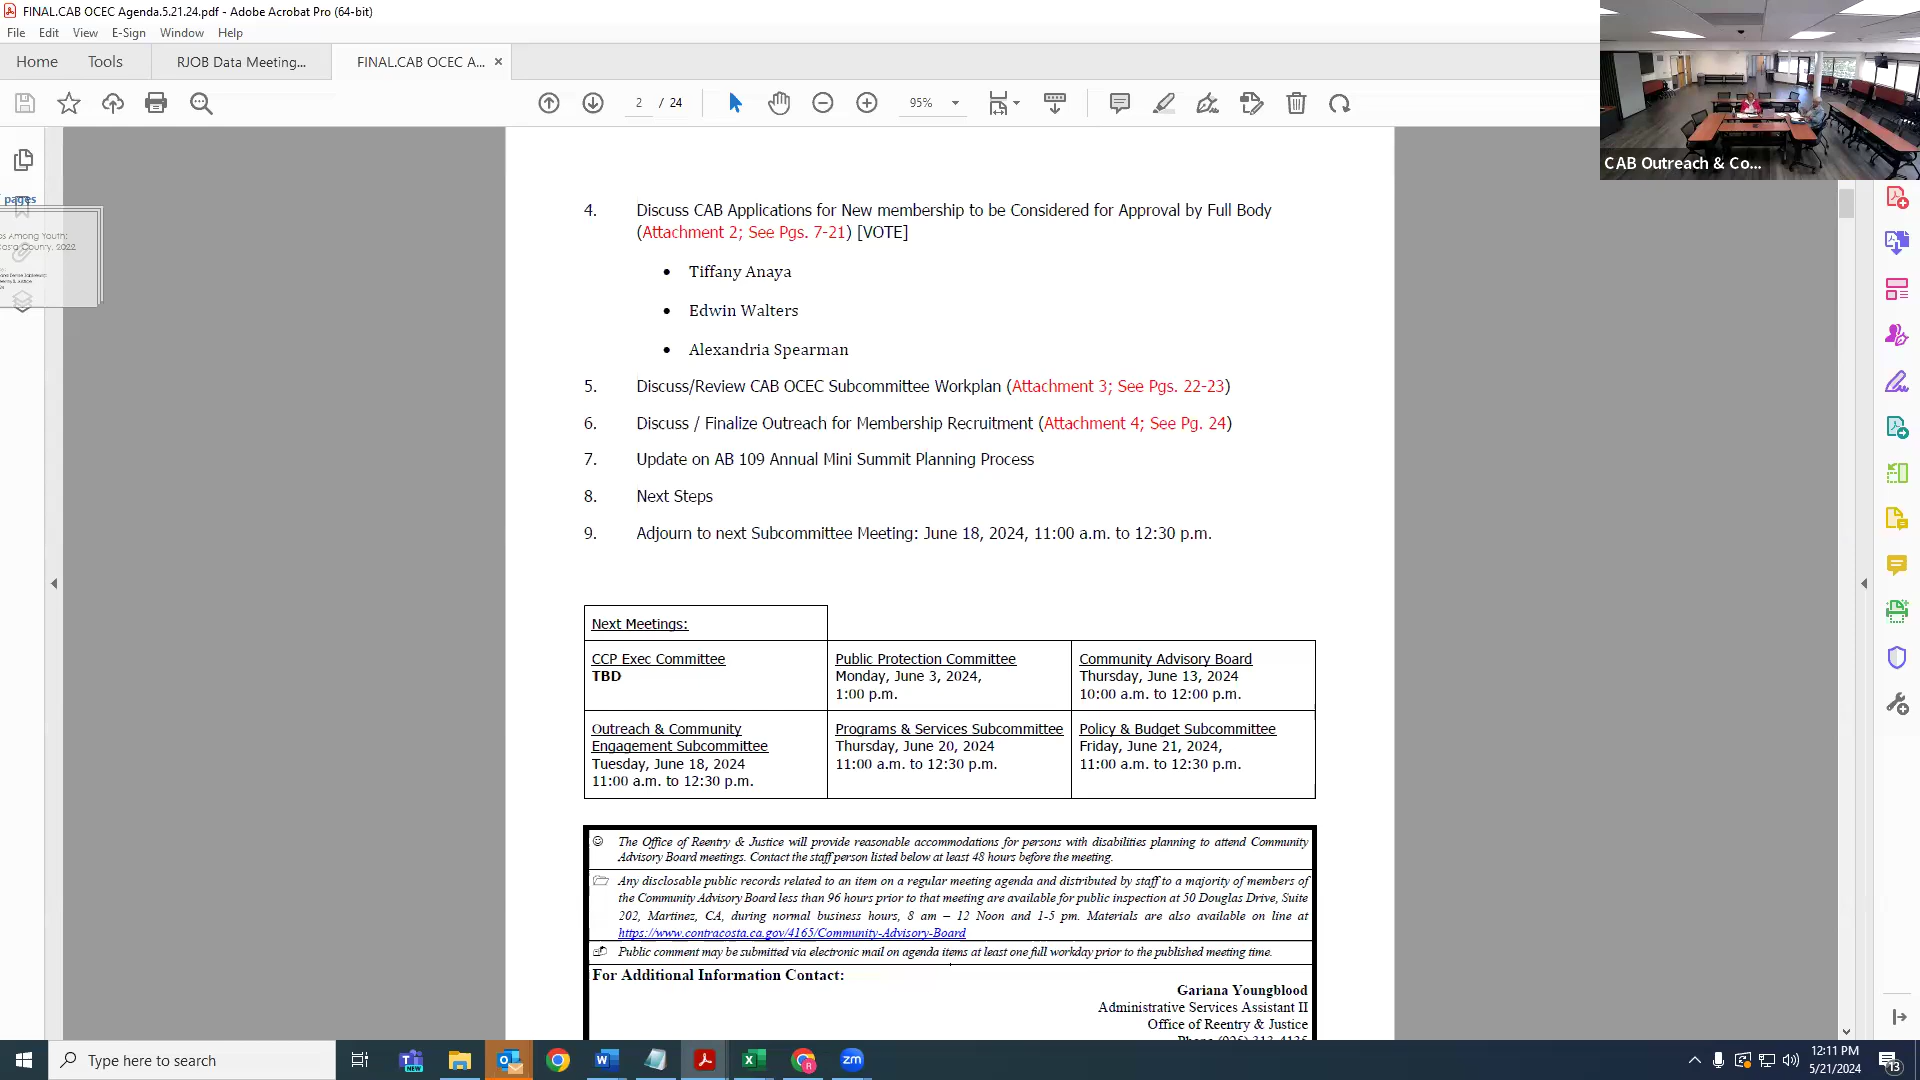 FINAL.CAB OCEC Agenda.5.21.24.pdf - Adobe Acrobat Pro (64-bit)
File Edit View E-Sign Window Help
Home Tools RJOB Data Meeting... FINAL.CAB OCEC A... ×
2 / 24 95%
CAB Outreach & Co...
pages
4. Discuss CAB Applications for New membership to be Considered for Approval by Full Body
(Attachment 2; See Pgs. 7-21) [VOTE]
• Tiffany Anaya
• Edwin Walters
• Alexandria Spearman
5. Discuss/Review CAB OCEC Subcommittee Workplan (Attachment 3; See Pgs. 22-23)
6. Discuss / Finalize Outreach for Membership Recruitment (Attachment 4; See Pg. 24)
7. Update on AB 109 Annual Mini Summit Planning Process
8. Next Steps
9. Adjourn to next Subcommittee Meeting: June 18, 2024, 11:00 a.m. to 12:30 p.m.
Next Meetings:
CCP Exec Committee
TBD
Public Protection Committee
Monday, June 3, 2024,
1:00 p.m.
Community Advisory Board
Thursday, June 13, 2024
10:00 a.m. to 12:00 p.m.
Outreach & Community
Engagement Subcommittee
Tuesday, June 18, 2024
11:00 a.m. to 12:30 p.m.
Programs & Services Subcommittee
Thursday, June 20, 2024
11:00 a.m. to 12:30 p.m.
Policy & Budget Subcommittee
Friday, June 21, 2024,
11:00 a.m. to 12:30 p.m.
The Office of Reentry & Justice will provide reasonable accommodations for persons with disabilities planning to attend Community
Advisory Board meetings. Contact the staff person listed below at least 48 hours before the meeting.
Any disclosable public records related to an item on a regular meeting agenda and distributed by staff to a majority of members of
the Community Advisory Board less than 96 hours prior to that meeting are available for public inspection at 50 Douglas Drive, Suite
202, Martinez, CA, during normal business hours, 8 am – 12 Noon and 1-5 pm. Materials are also available on line at
https://www.contracosta.ca.gov/4165/Community-Advisory-Board
Public comment may be submitted via electronic mail on agenda items at least one full workday prior to the published meeting time.
For Additional Information Contact:
Gariana Youngblood
Administrative Services Assistant II
Office of Reentry & Justice
Type here to search
12:11 PM
5/21/2024
13